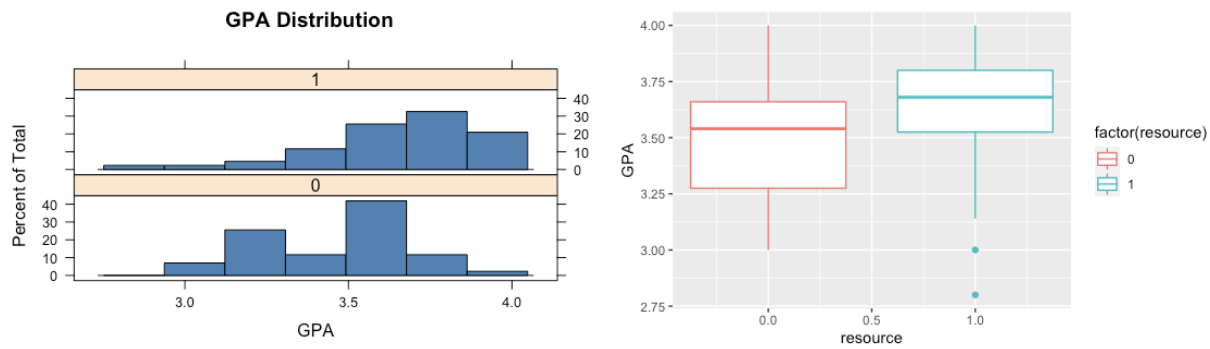 GPA Distribution
1
40
30
20
10
0
0
40
30
20
10
0
Percent of Total
3.0 3.5 4.0
GPA
4.00
3.75
3.50
3.25
3.00
2.75
GPA
0.0 0.5 1.0
resource
factor(resource)
0
1